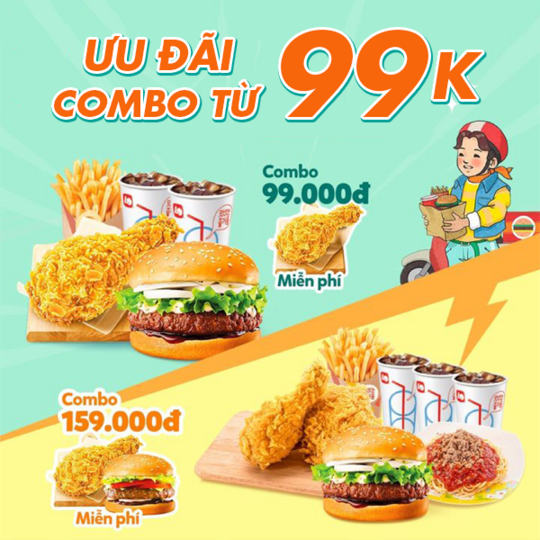 ƯU ĐÃI
COMBO TỪ
99K
Combo
99.000đ
Miễn phí
Combo
159.000đ
Miễn phí